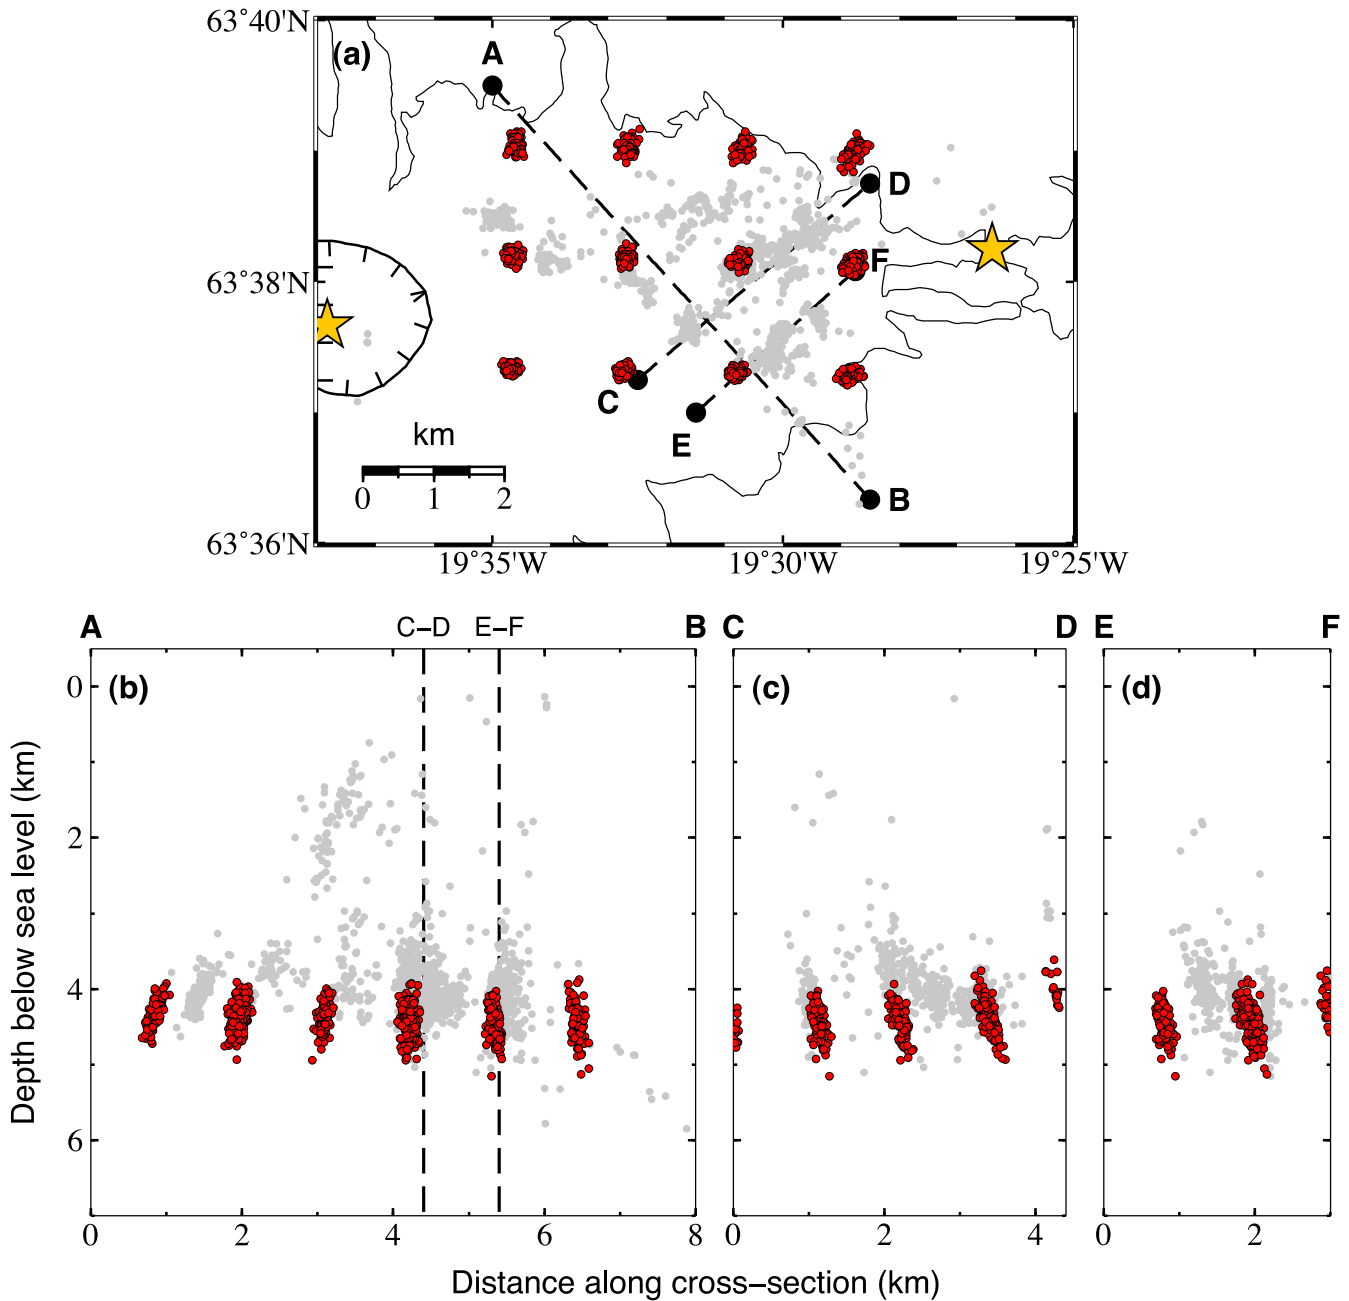 63°40'N
(a)
A
D
F
63°38'N
C
E
km
0 1 2
B
63°36'N
19°35'W 19°30'W 19°25'W
A C–D E–F B C D E F
(b) (c) (d)
0
2
4
6
Depth below sea level (km)
0 2 4 6 8 0 2 4 0 2
Distance along cross–section (km)